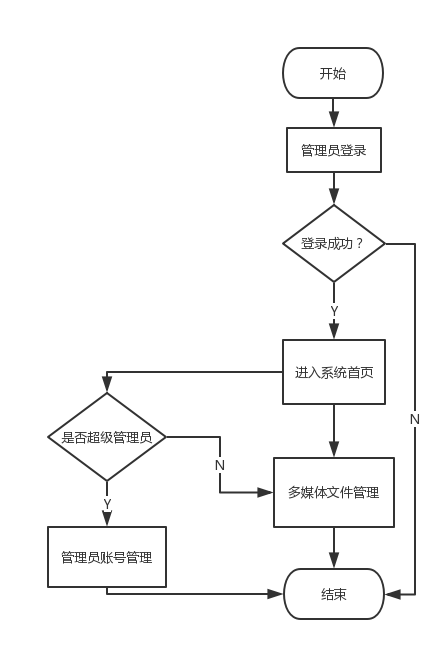 开始
管理员登录
登录成功？
Y
进入系统首页
N
是否超级管理员
N
多媒体文件管理
Y
管理员账号管理
结束